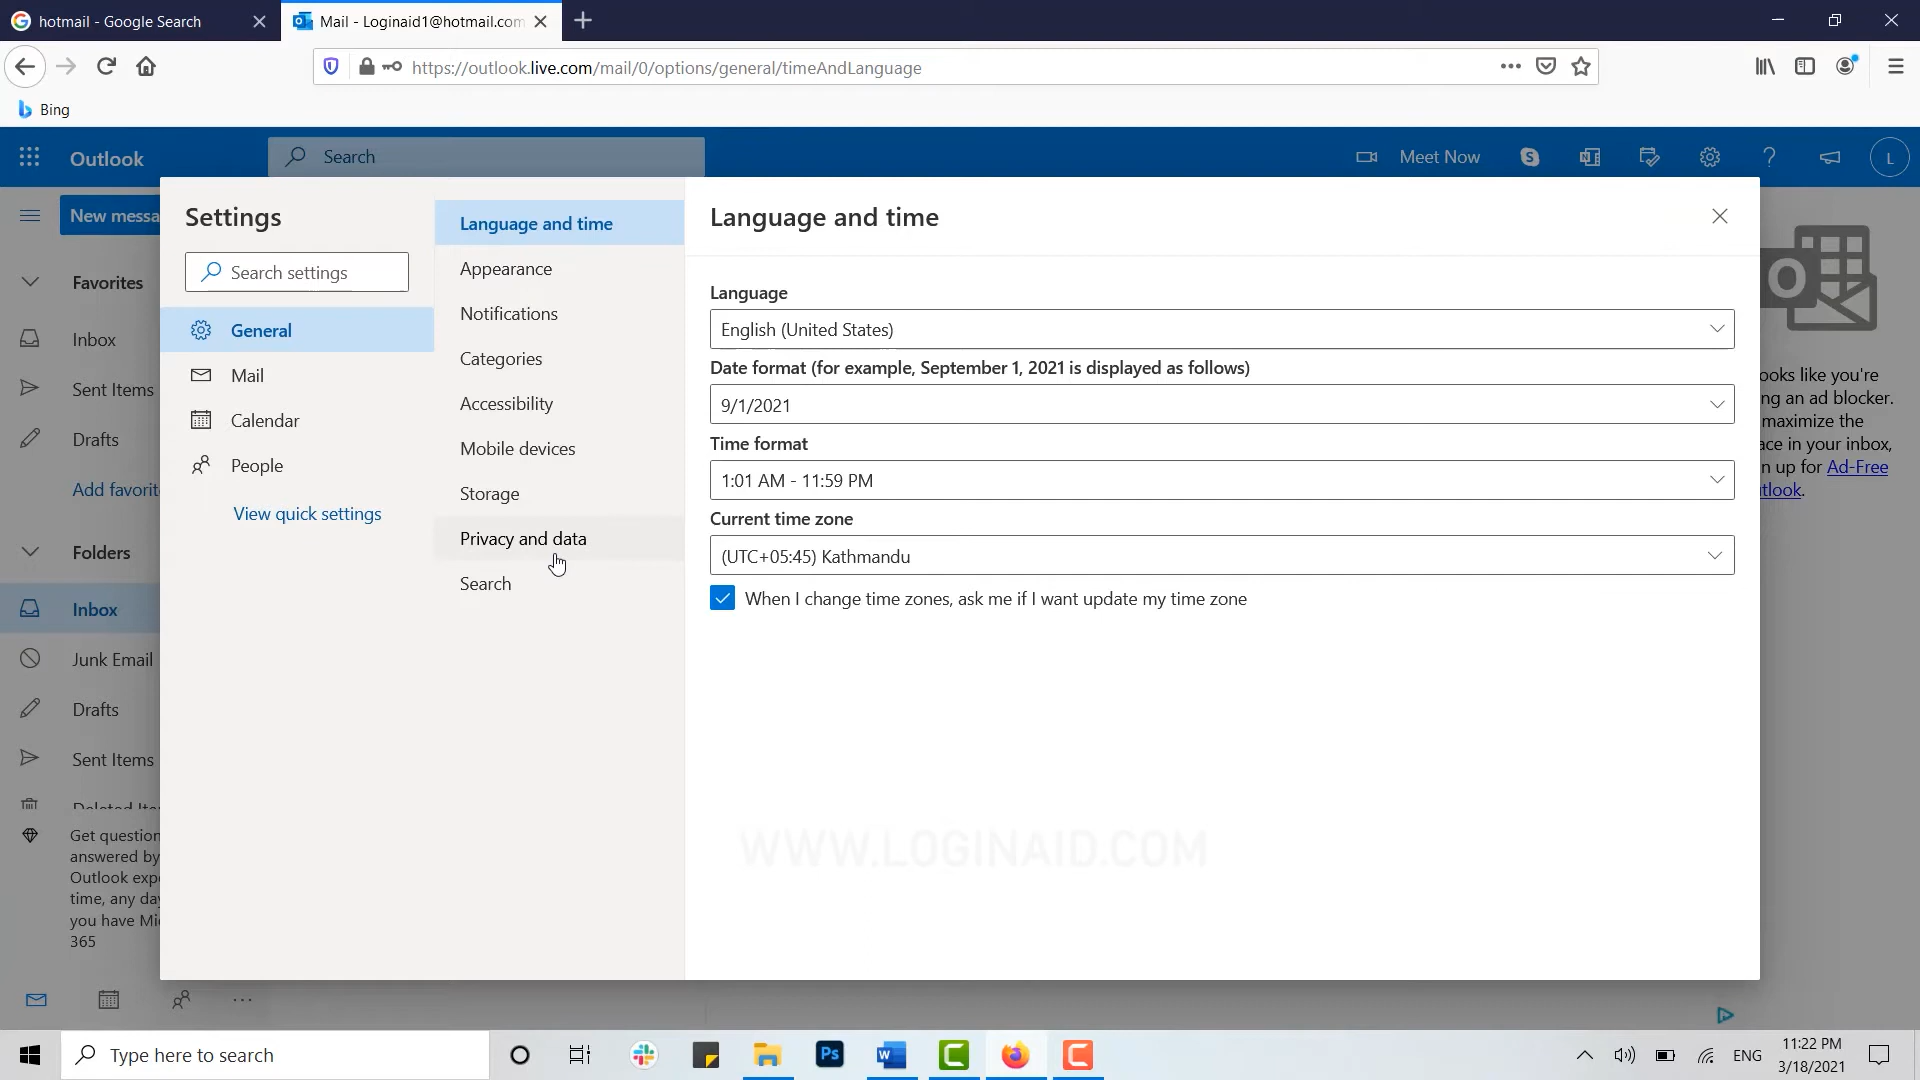 hotmail - Google Search
Mail - Loginaid1@hotmail.com
https://outlook.live.com/mail/0/options/general/timeAndLanguage
Bing
Outlook
Search
Meet Now
L
New messa
Favorites
Inbox
Sent Items
Drafts
Add favorit
Folders
Inbox
Junk Email
Drafts
Sent Items
Deleted Ite
Get question
answered by
Outlook exp
time, any day
you have Mi
365
Settings
Search settings
General
Mail
Calendar
People
View quick settings
Language and time
Appearance
Notifications
Categories
Accessibility
Mobile devices
Storage
Privacy and data
Search
Language and time
Language
English (United States)
Date format (for example, September 1, 2021 is displayed as follows)
9/1/2021
Time format
1:01 AM - 11:59 PM
Current time zone
(UTC+05:45) Kathmandu
When I change time zones, ask me if I want update my time zone
WWW.LOGINAID.COM
ooks like you're
ng an ad blocker.
maximize the
ace in your inbox,
n up for Ad-Free
utlook.
Type here to search
Ps
ENG
11:22 PM
3/18/2021